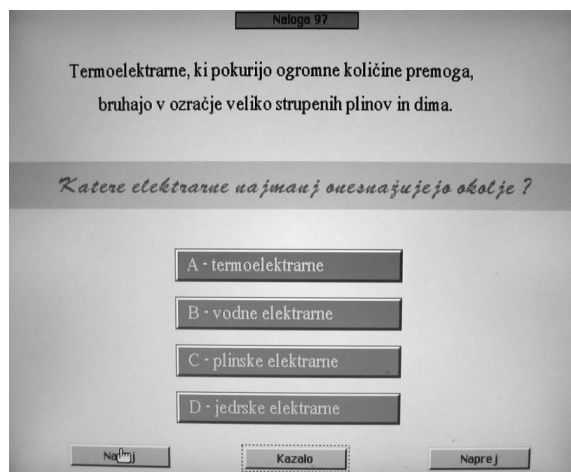 Naloga 97
Termoelektrarne, ki pokurijo ogromne količine premoga,
bruhajo v ozračje veliko strupenih plinov in dima.
Katere elektrarne najmanj onesnažujejo okolje ?
A - termoelektrarne
B - vodne elektrarne
C - plinske elektrarne
D - jedrske elektrarne
Kazalo
Naprej